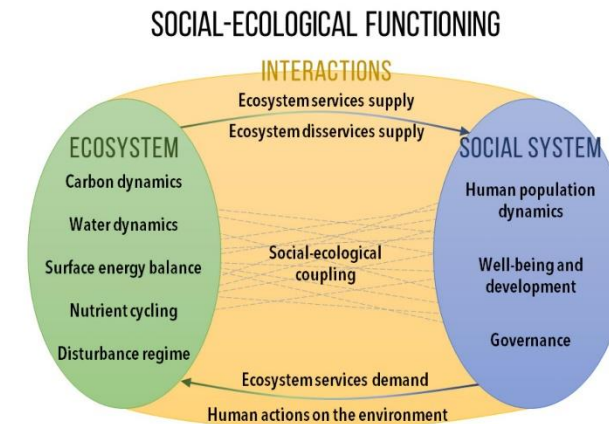 SOCIAL-ECOLOGICAL FUNCTIONING
INTERACTIONS
Ecosystem services supply
Ecosystem disservices supply
ECOSYSTEM
Carbon dynamics
Water dynamics
Surface energy balance
Nutrient cycling
Disturbance regime
Social-ecological
coupling
SOCIAL SYSTEM
Human population
dynamics
Well-being and
development
Governance
Ecosystem services demand
Human actions on the environment